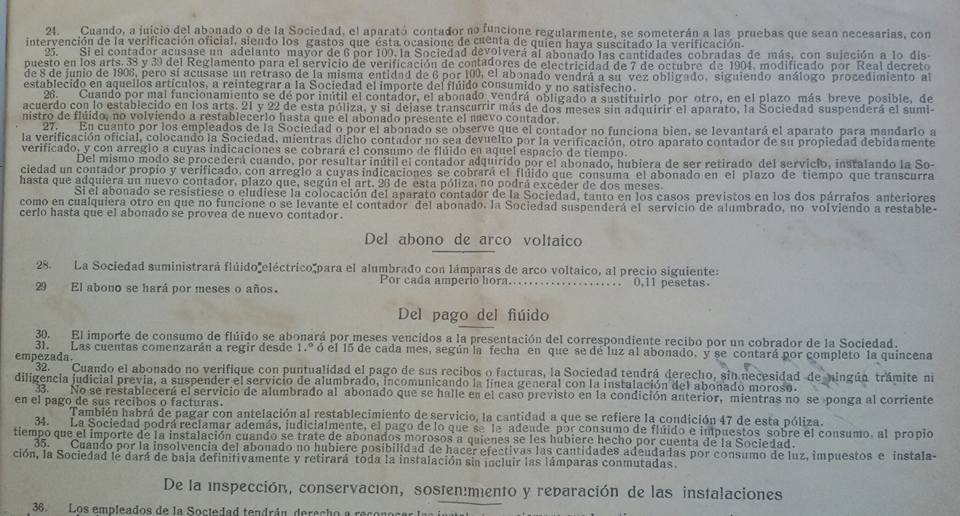 24. Cuando, a juicio del abonado o de la Sociedad, el aparato contador no funcione regularmente, se someterán a las pruebas que sean necesarias, con
intervención de la verificación oficial, siendo los gastos que ésta ocasione de cuenta de quien haya suscitado la verificación.
25. Si el contador acusase un adelanto mayor de 6 por 100, la Sociedad devolverá al abonado las cantidades cobradas de más, con sujeción a lo dis-
puesto en los arts. 38 y 39 del Reglamento para el servicio de verificación de contadores de electricidad de 7 de octubre de 1904, modificado por Real decreto
de 8 de junio de 1906, pero si acusase un retraso de la misma entidad de 6 por 100, el abonado vendrá a su vez obligado, siguiendo análogo procedimiento al
establecido en aquellos artículos, a reintegrar a la Sociedad el importe del flúido consumido y no satisfecho.
26. Cuando por mal funcionamiento se dé por inútil el contador, el abonado vendrá obligado a sustituirlo por otro, en el plazo más breve posible, de
acuerdo con lo establecido en los arts. 21 y 22 de esta póliza, y si dejase transcurrir más de dos meses sin adquirir el aparato, la Sociedad suspenderá el sumi-
nistro de flúido, no volviendo a restablecerlo hasta que el abonado presente el nuevo contador.
27. En cuanto por los empleados de la Sociedad o por el abonado se observe que el contador no funciona bien, se levantará el aparato para mandarlo a
la verificación oficial, colocando la Sociedad, mientras dicho contador no sea devuelto por la verificación, otro aparato contador de su propiedad debidamente
verificado, y con arreglo a cuyas indicaciones se cobrará el consumo de flúido en aquel espacio de tiempo.
Del mismo modo se procederá cuando, por resultar inútil el contador adquirido por el abonado, hubiera de ser retirado del servicio, instalando la So-
ciedad un contador propio y verificado, con arreglo a cuyas indicaciones se cobrará el flúido que consuma el abonado en el plazo de tiempo que transcurra
hasta que adquiera un nuevo contador, plazo que, según el art. 26 de esta póliza, no podrá exceder de dos meses.
Si el abonado se resistiese o eludiese la colocación del aparato contador de la Sociedad, tanto en los casos previstos en los dos párrafos anteriores
como en cualquiera otro en que no funcione o se levante el contador del abonado, la Sociedad suspenderá el servicio de alumbrado, no volviendo a restable-
cerlo hasta que el abonado se provea de nuevo contador.
Del abono de arco voltaico
28. La Sociedad suministrará flúido eléctrico para el alumbrado con lámparas de arco voltaico, al precio siguiente:
Por cada amperio hora..................... 0,11 pesetas.
29 El abono se hará por meses o años.
Del pago del fiúido
30. El importe de consumo de flúido se abonará por meses vencidos a la presentación del correspondiente recibo por un cobrador de la Sociedad.
31. Las cuentas comenzarán a regir desde 1.º ó el 15 de cada mes, según la fecha en que se dé luz al abonado, y se contará por completo la quincena
empezada.
32. Cuando el abonado no verifique con puntualidad el pago de sus recibos o facturas, la Sociedad tendrá derecho, sin necesidad de ningún trámite ni
diligencia judicial previa, a suspender el servicio de alumbrado, incomunicando la línea general con la instalación del abonado moroso.
33. No se restablecerá el servicio de alumbrado al abonado que se halle en el caso previsto en la condición anterior, mientras no se ponga al corriente
en el pago de sus recibos o facturas.
También habrá de pagar con antelación al restablecimiento de servicio, la cantidad a que se refiere la condición 47 de esta póliza.
34. La Sociedad podrá reclamar además, judicialmente, el pago de lo que se le adeude por consumo de flúido e impuestos sobre el consumo, al propio
tiempo que el importe de la instalación cuando se trate de abonados morosos a quienes se les hubiere hecho por cuenta de la Sociedad.
35. Cuando por la insolvencia del abonado no hubiere posibilidad de hacer efectivas las cantidades adeudadas por consumo de luz, impuestos e instala-
ción, la Sociedad le dará de baja definitivamente y retirará toda la instalación sin incluir las lámparas conmutadas.
De la inspección, conservación, sostenimiento y reparación de las instalaciones
36. Los empleados de la Sociedad tendrán derecho a reconocer